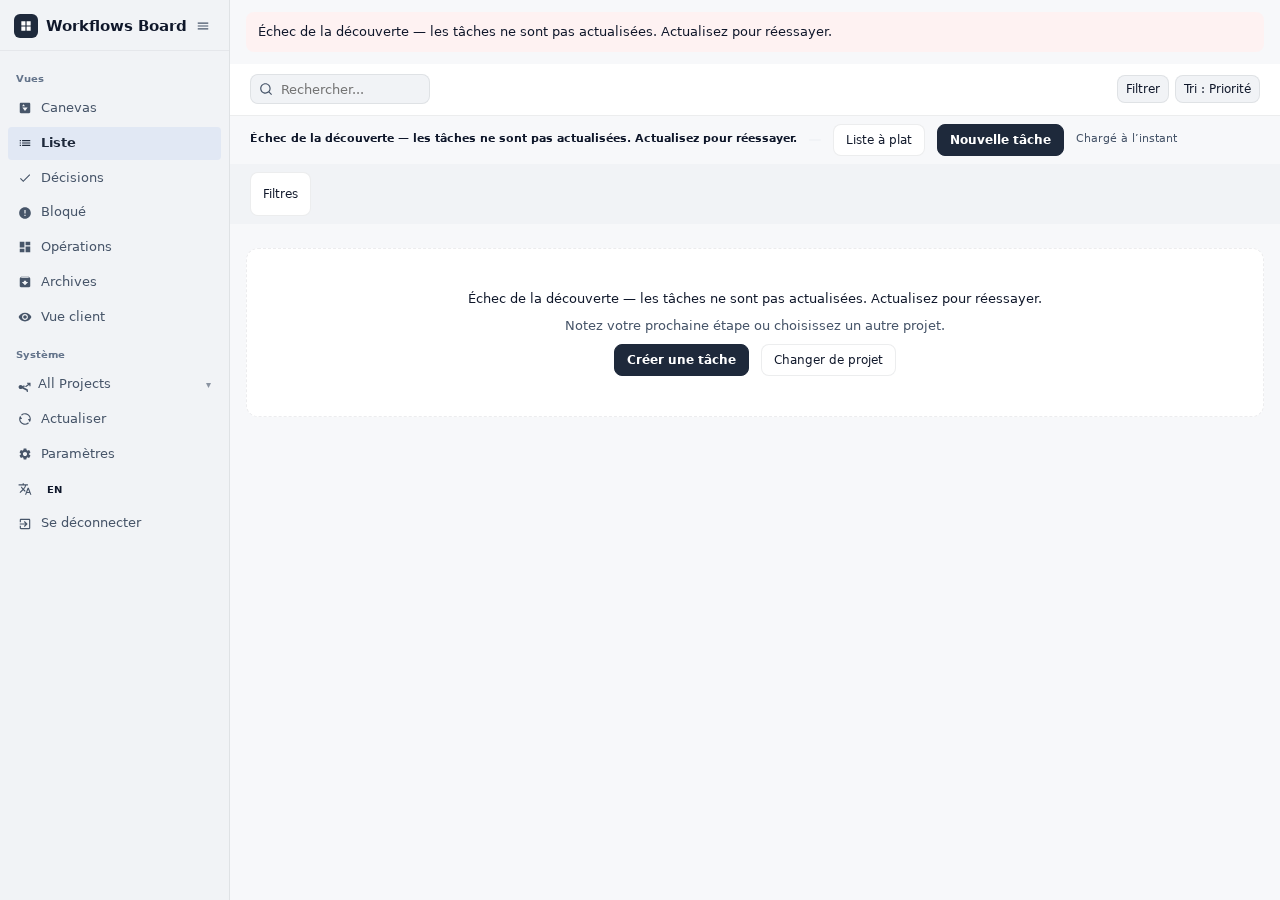 Workflows Board
Vues
Canevas
Liste
Décisions
Bloqué
Opérations
Archives
Vue client
Système
All Projects
Actualiser
Paramètres
EN
Se déconnecter
Échec de la découverte — les tâches ne sont pas actualisées. Actualisez pour réessayer.
Rechercher...
Filtrer
Tri : Priorité
Échec de la découverte — les tâches ne sont pas actualisées. Actualisez pour réessayer.
Liste à plat
Nouvelle tâche
Chargé à l’instant
Filtres
Échec de la découverte — les tâches ne sont pas actualisées. Actualisez pour réessayer.
Notez votre prochaine étape ou choisissez un autre projet.
Créer une tâche
Changer de projet